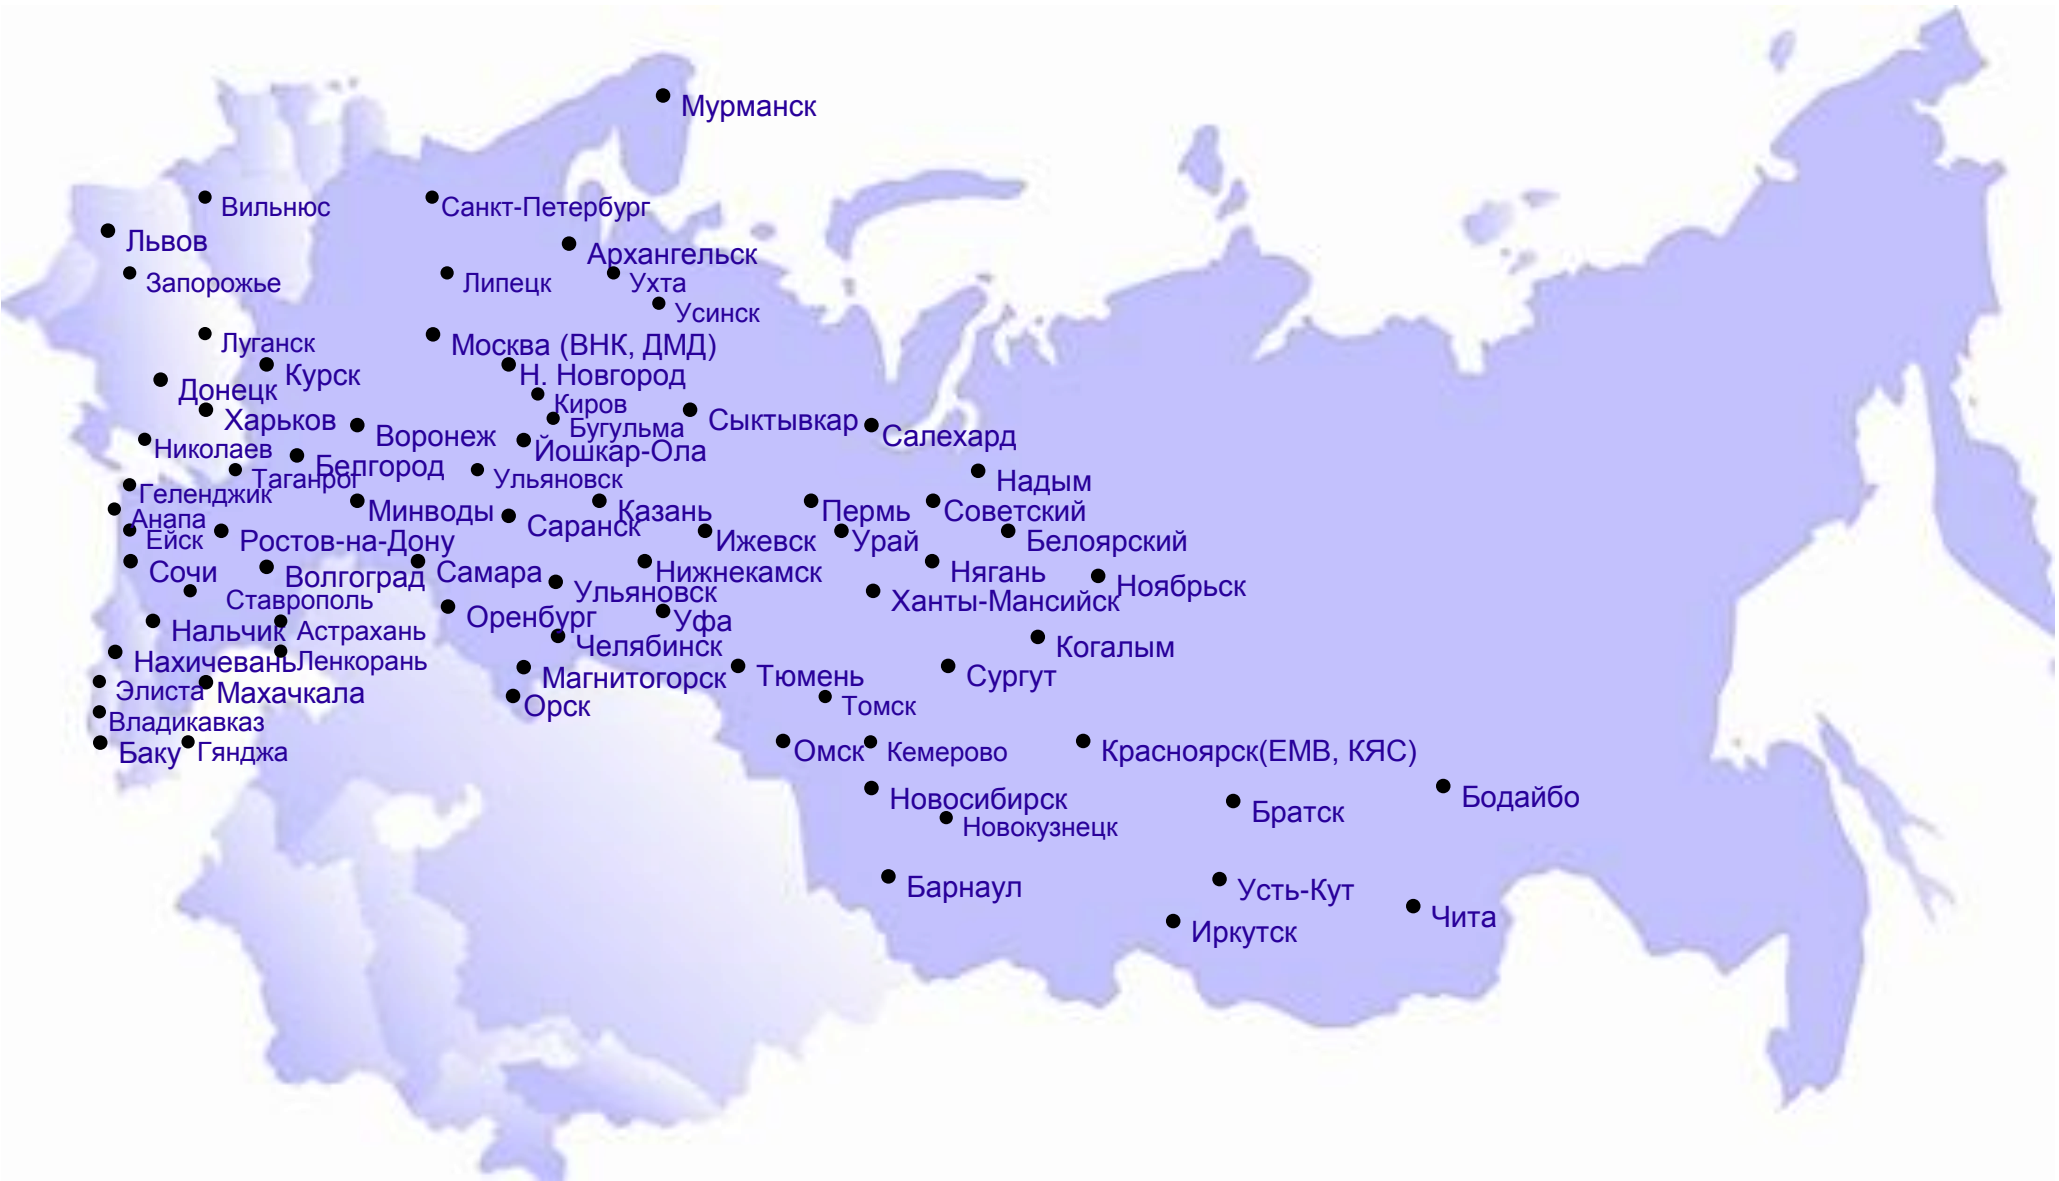 Мурманск
Вильнюс
Санкт-Петербург
Львов
Архангельск
Запорожье
Липецк
Ухта
Усинск
Луганск
Москва (ВНК, ДМД)
Курск
Н. Новгород
Донецк
Киров
Харьков
Бугульма
Сыктывкар
Воронеж
Салехард
Николаев
Йошкар-Ола
Белгород
Таганрог
Ульяновск
Надым
Геленджик
Минводы
Казань
Пермь
Советский
Анапа
Саранск
Ейск
Ростов-на-Дону
Ижевск
Урай
Белоярский
Сочи
Волгоград
Самара
Нижнекамск
Нягань
Ноябрьск
Ставрополь
Ульяновск
Ханты-Мансийск
Оренбург
Уфа
Нальчик
Астрахань
Челябинск
Когалым
Нахичевань
Ленкорань
Магнитогорск
Тюмень
Сургут
Элиста
Махачкала
Орск
Томск
Владикавказ
Баку
Гянджа
Омск
Кемерово
Красноярск(ЕМВ, КЯС)
Новосибирск
Бодайбо
Братск
Новокузнецк
Барнаул
Усть-Кут
Чита
Иркутск